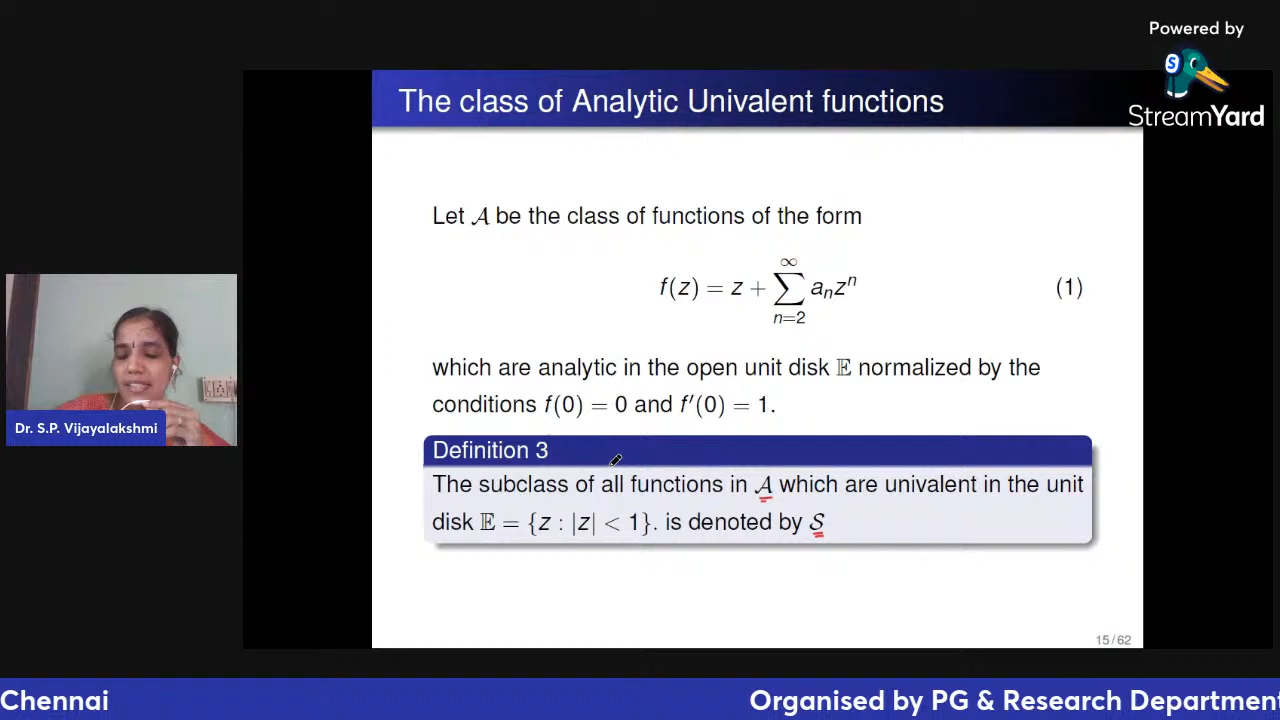 Powered by
StreamYard
The class of Analytic Univalent functions
Let 𝒜 be the class of functions of the form
f(z) = z + ∑_{n=2}^{∞} a_n z^n (1)
which are analytic in the open unit disk 𝔼 normalized by the
conditions f(0) = 0 and f′(0) = 1.
Definition 3
The subclass of all functions in 𝒜 which are univalent in the unit
disk 𝔼 = {z : |z| < 1}. is denoted by 𝒮
15/62
Dr. S.P. Vijayalakshmi
Chennai
Organised by PG & Research Department